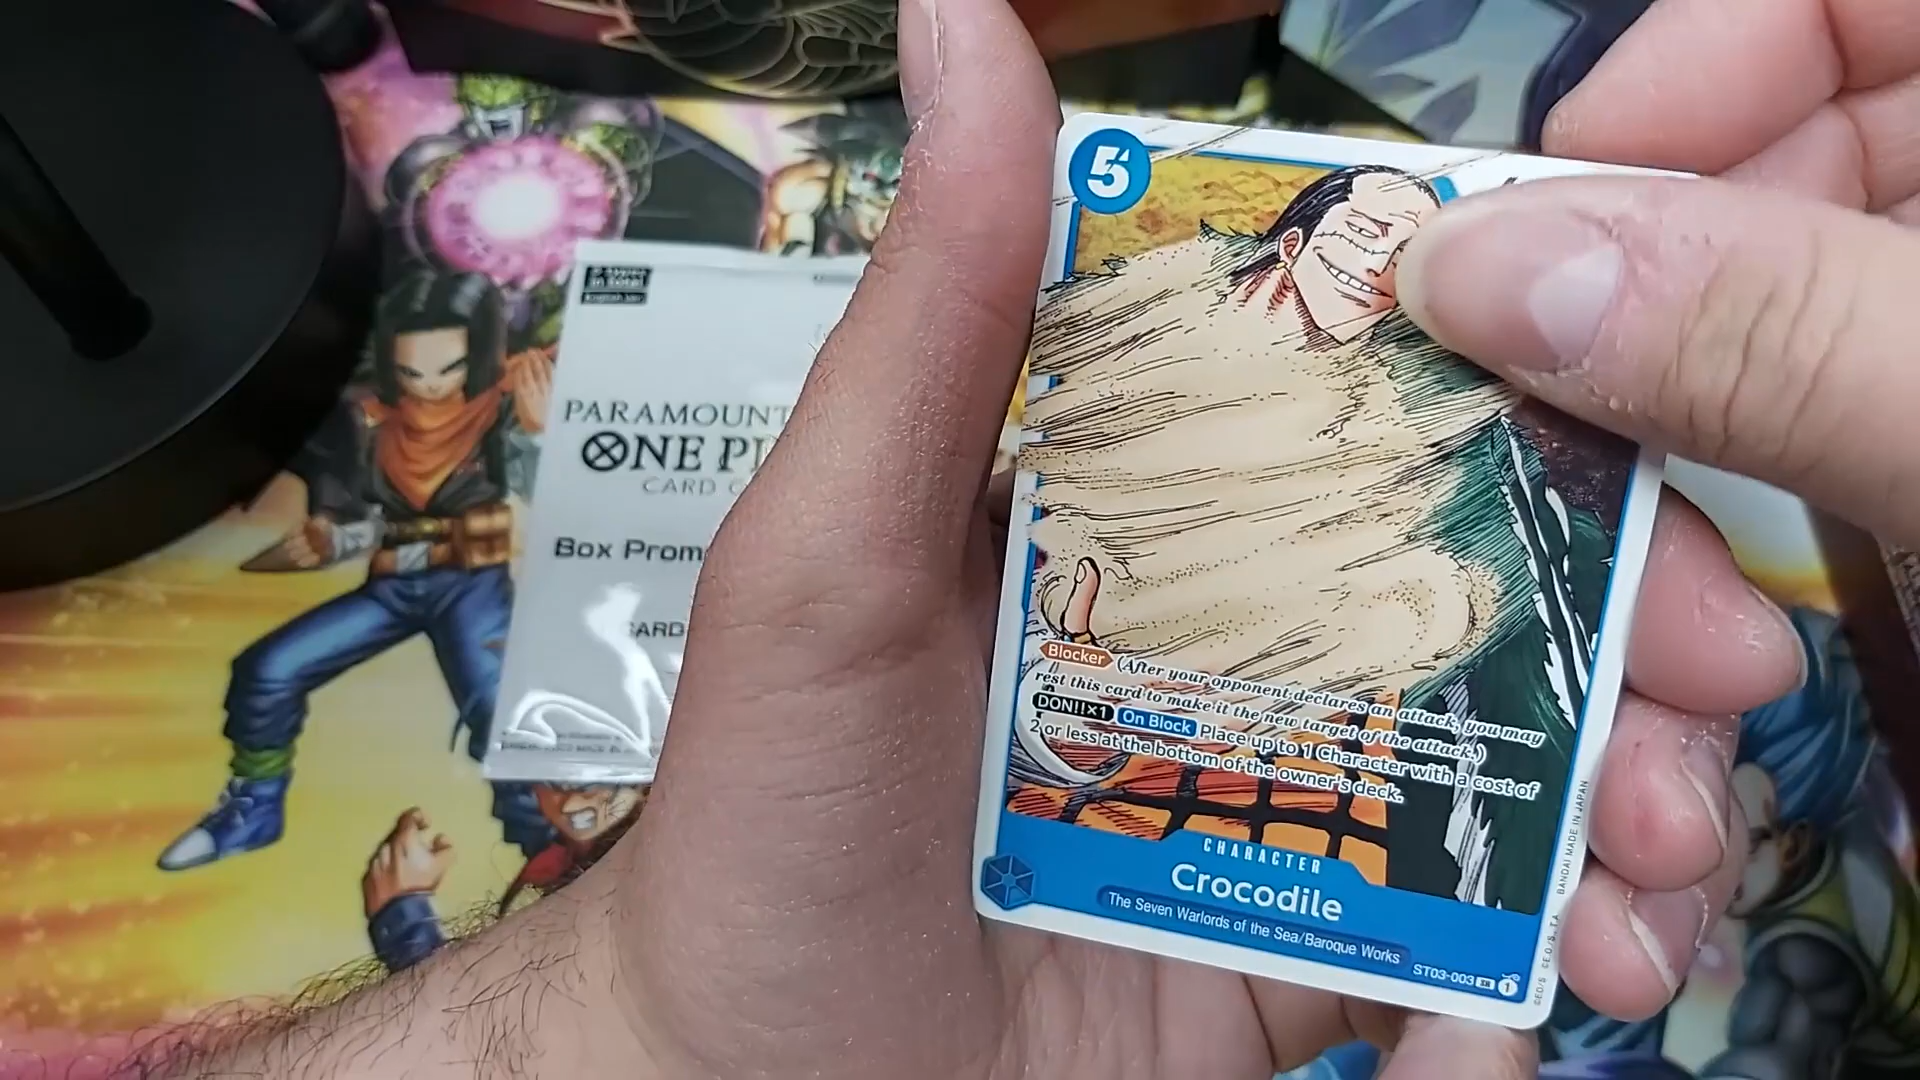 5
Blocker (After your opponent declares an attack, you may
rest this card to make it the new target of the attack.)
DON!!×1 On Block Place up to 1 Character with a cost of
2 or less at the bottom of the owner's deck.
CHARACTER
Crocodile
The Seven Warlords of the Sea/Baroque Works
ST03-003 SR 1
BANDAI MADE IN JAPAN
PARAMOUNT
ONE PI
CARD
Box Prom
CARD